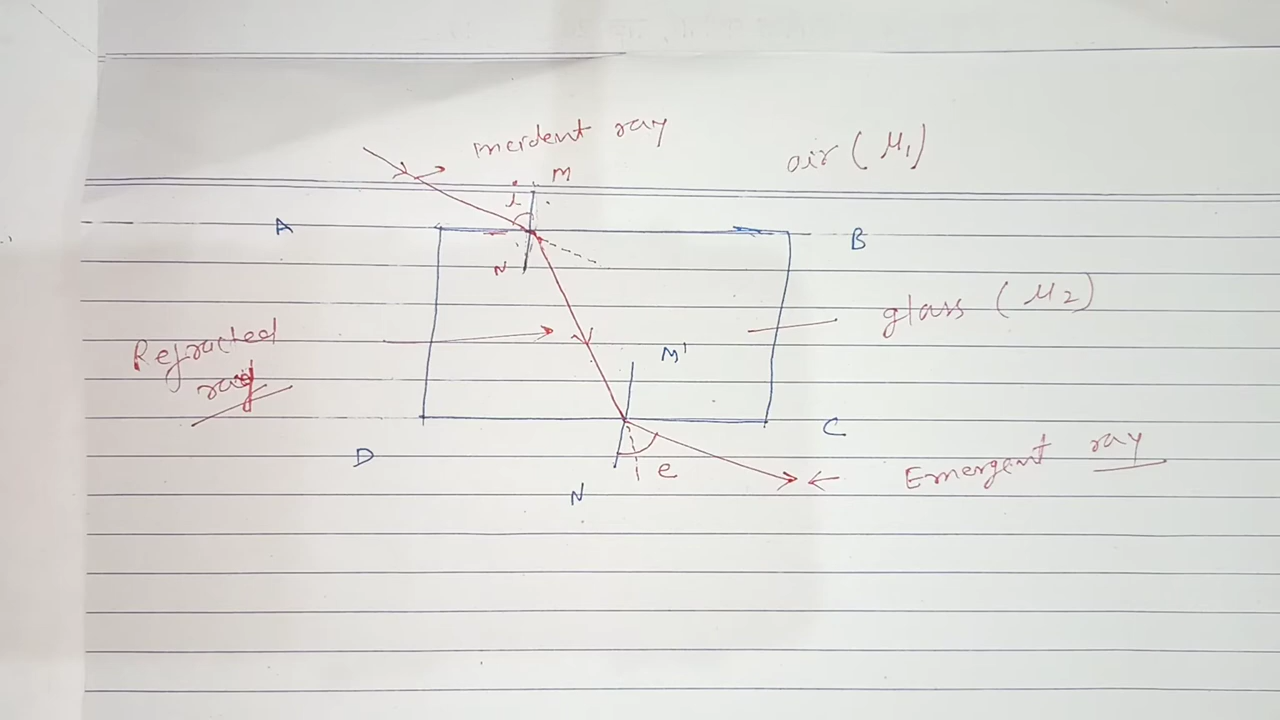 incident ray
air (μ₁)
M
i
A
B
N
glass (μ₂)
Refracted
ray
M'
C
D
e
Emergent ray
N